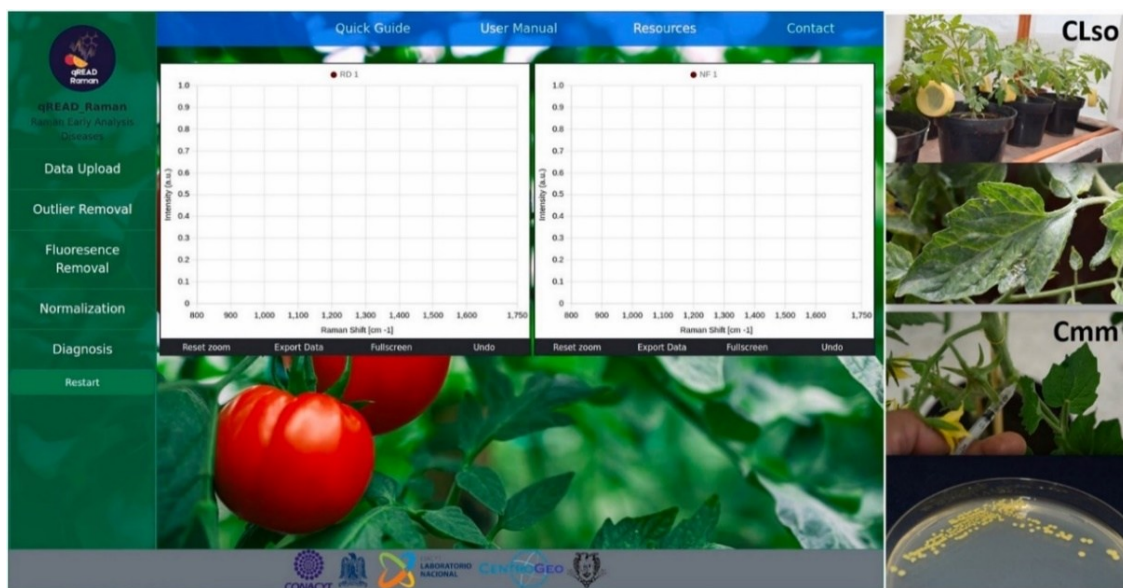 qREAD
Raman
qREAD_Raman
Raman Early Analysis
Diseases
Data Upload
Outlier Removal
Fluoresence
Removal
Normalization
Diagnosis
Restart
Quick Guide User Manual Resources Contact
RD 1
1.0
0.9
0.8
0.7
0.6
0.5
0.4
0.3
0.2
0.1
0
Intensity (a.u.)
800 900 1,000 1,100 1,200 1,300 1,400 1,500 1,600 1,750
Raman Shift [cm -1]
Reset zoom Export Data Fullscreen Undo
NF 1
1.0
0.9
0.8
0.7
0.6
0.5
0.4
0.3
0.2
0.1
0
Intensity (a.u.)
800 900 1,000 1,100 1,200 1,300 1,400 1,500 1,600 1,750
Raman Shift [cm -1]
Reset zoom Export Data Fullscreen Undo
CLso
Cmm
CONACYT
LABORATORIO
NACIONAL
CENTROGEO